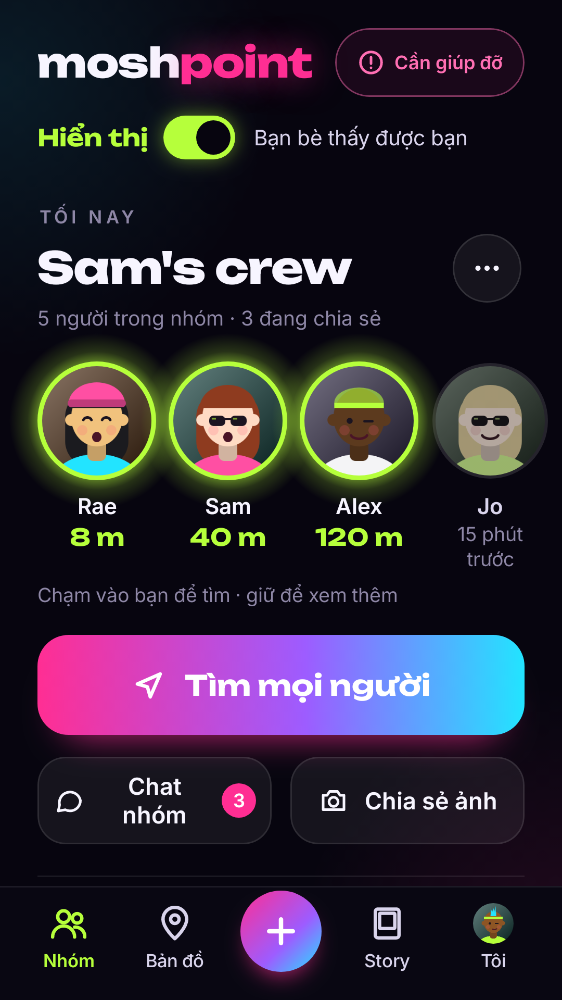 moshpoint
Cần giúp đỡ
Hiển thị
Bạn bè thấy được bạn
TỐI NAY
Sam's crew
5 người trong nhóm · 3 đang chia sẻ
Rae
8 m
Sam
40 m
Alex
120 m
Jo
15 phút
trước
Chạm vào bạn để tìm · giữ để xem thêm
Tìm mọi người
Chat
nhóm
3
Chia sẻ ảnh
Nhóm
Bản đồ
Story
Tôi